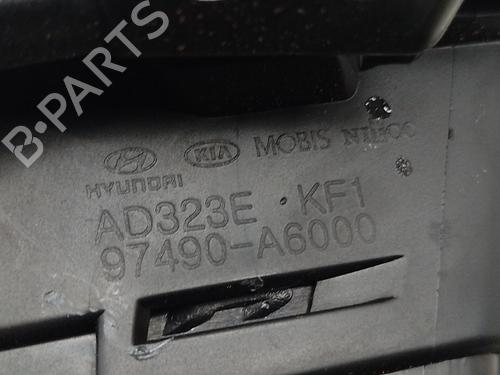 B-PARTS
HYUNDAI KIA MOBIS
AD323E · KF1
97490-A6000